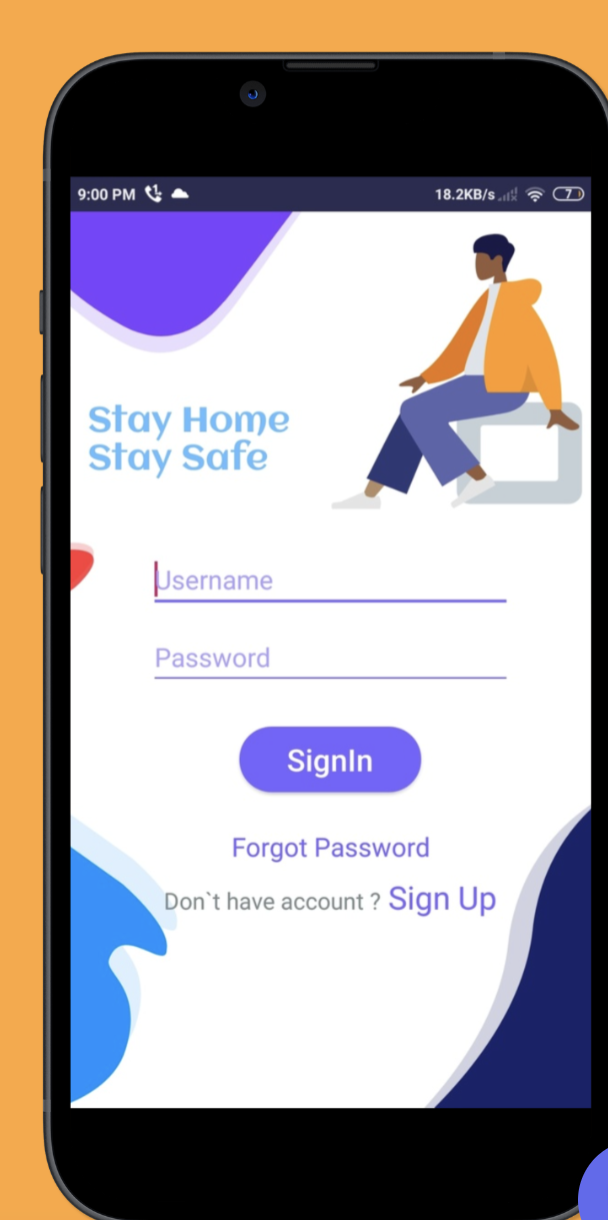 9:00 PM 18.2KB/s 7
Stay Home
Stay Safe
Username
Password
SignIn
Forgot Password
Don`t have account ? Sign Up